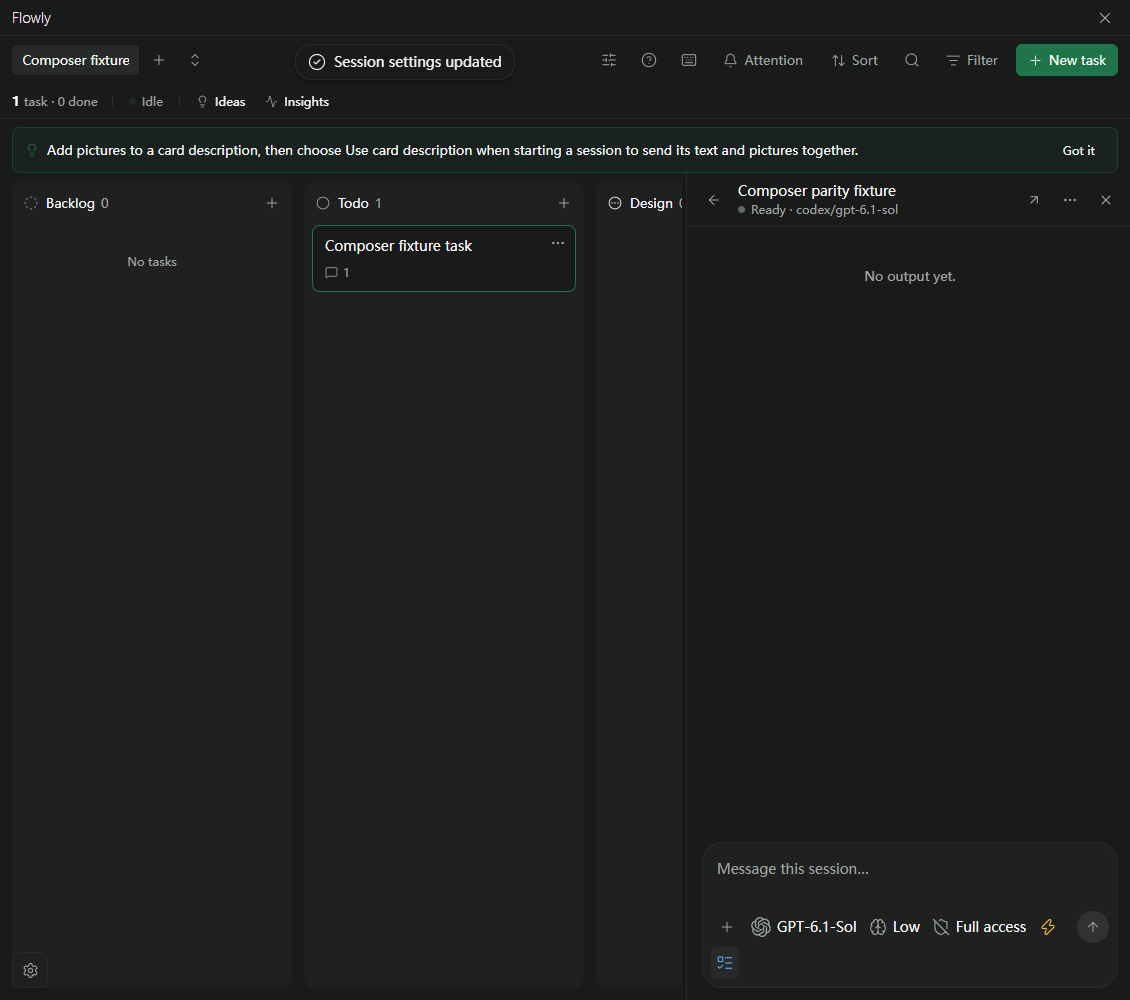 Flowly
Composer fixture
Session settings updated
Attention
Sort
Filter
New task
1 task · 0 done
Idle
Ideas
Insights
Add pictures to a card description, then choose Use card description when starting a session to send its text and pictures together.
Got it
Backlog 0
No tasks
Todo 1
Composer fixture task
1
Design
Composer parity fixture
Ready · codex/gpt-6.1-sol
No output yet.
Message this session...
GPT-6.1-Sol
Low
Full access